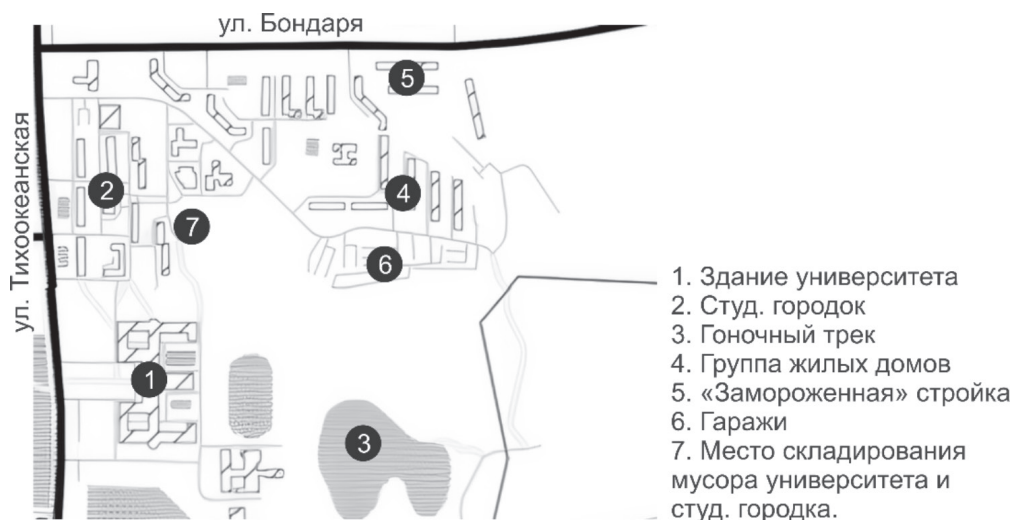 ул. Бондаря
ул. Тихоокеанская
5
2
4
7
6
1
3
1. Здание университета
2. Студ. городок
3. Гоночный трек
4. Группа жилых домов
5. «Замороженная» стройка
6. Гаражи
7. Место складирования
мусора университета и
студ. городка.